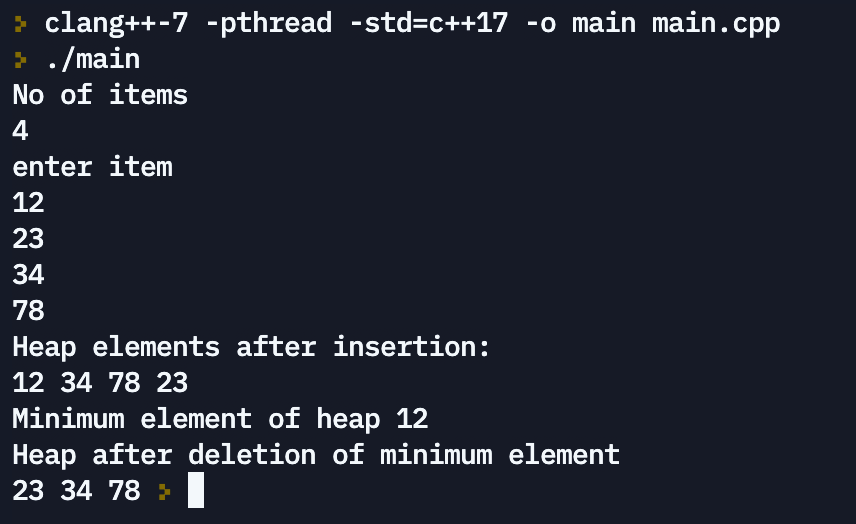 > clang++-7 -pthread -std=c++17 -o main main.cpp
> ./main
No of items
4
enter item
12
23
34
78
Heap elements after insertion:
12 34 78 23
Minimum element of heap 12
Heap after deletion of minimum element
23 34 78 >